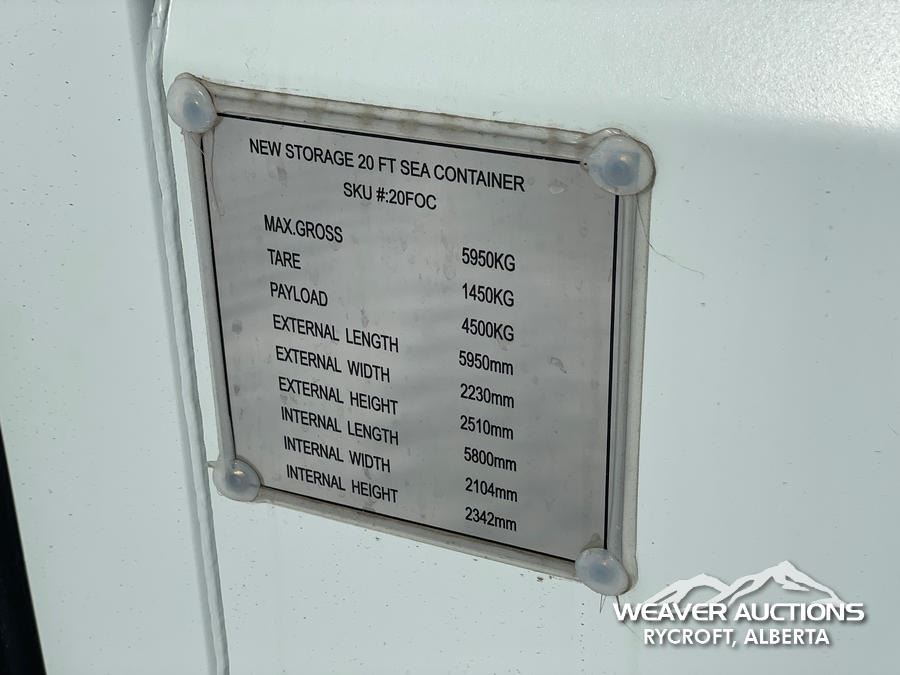 NEW STORAGE 20 FT SEA CONTAINER
SKU #:20FOC
MAX.GROSS 5950KG
TARE 1450KG
PAYLOAD 4500KG
EXTERNAL LENGTH 5950mm
EXTERNAL WIDTH 2230mm
EXTERNAL HEIGHT 2510mm
INTERNAL LENGTH 5800mm
INTERNAL WIDTH 2104mm
INTERNAL HEIGHT 2342mm
WEAVER AUCTIONS
RYCROFT, ALBERTA